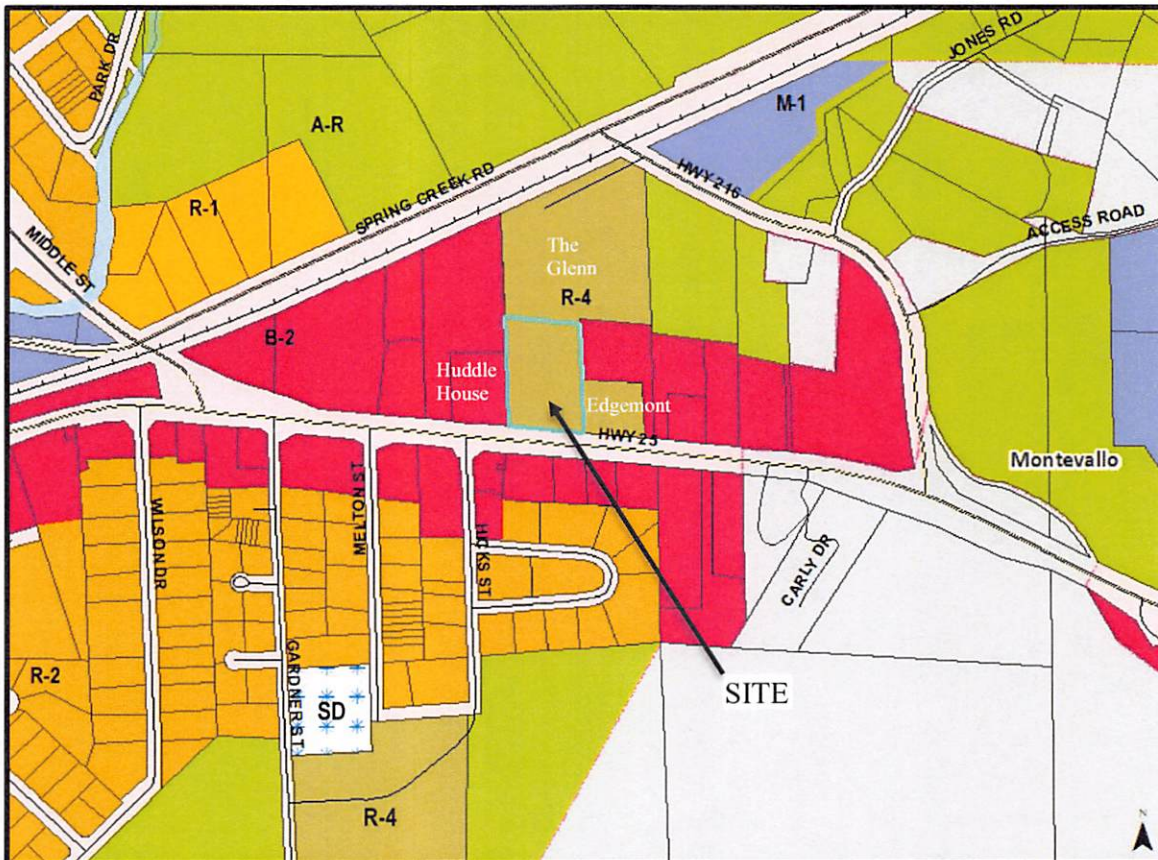 PARK DR
JONES RD
M-1
A-R
HWY 216
SPRING CREEK RD
R-1
ACCESS ROAD
MIDDLE ST
The
Glenn
R-4
B-2
Huddle
House
Edgemont
HWY 25
Montevallo
WILSON DR
MELTON ST
HICKS ST
CARLY DR
GARDNER ST
R-2
SD
SITE
R-4
N